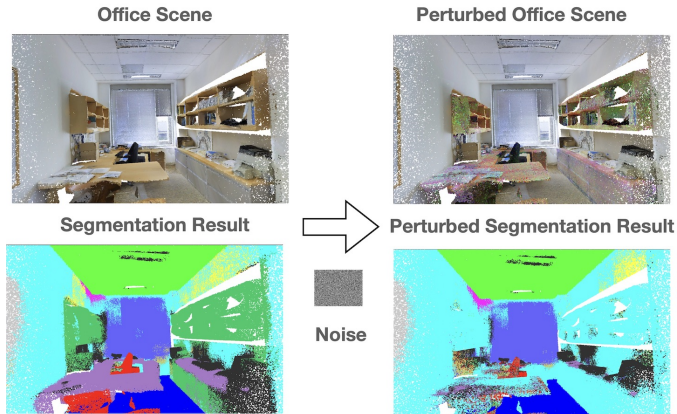 Office Scene
Perturbed Office Scene
Segmentation Result
Perturbed Segmentation Result
Noise